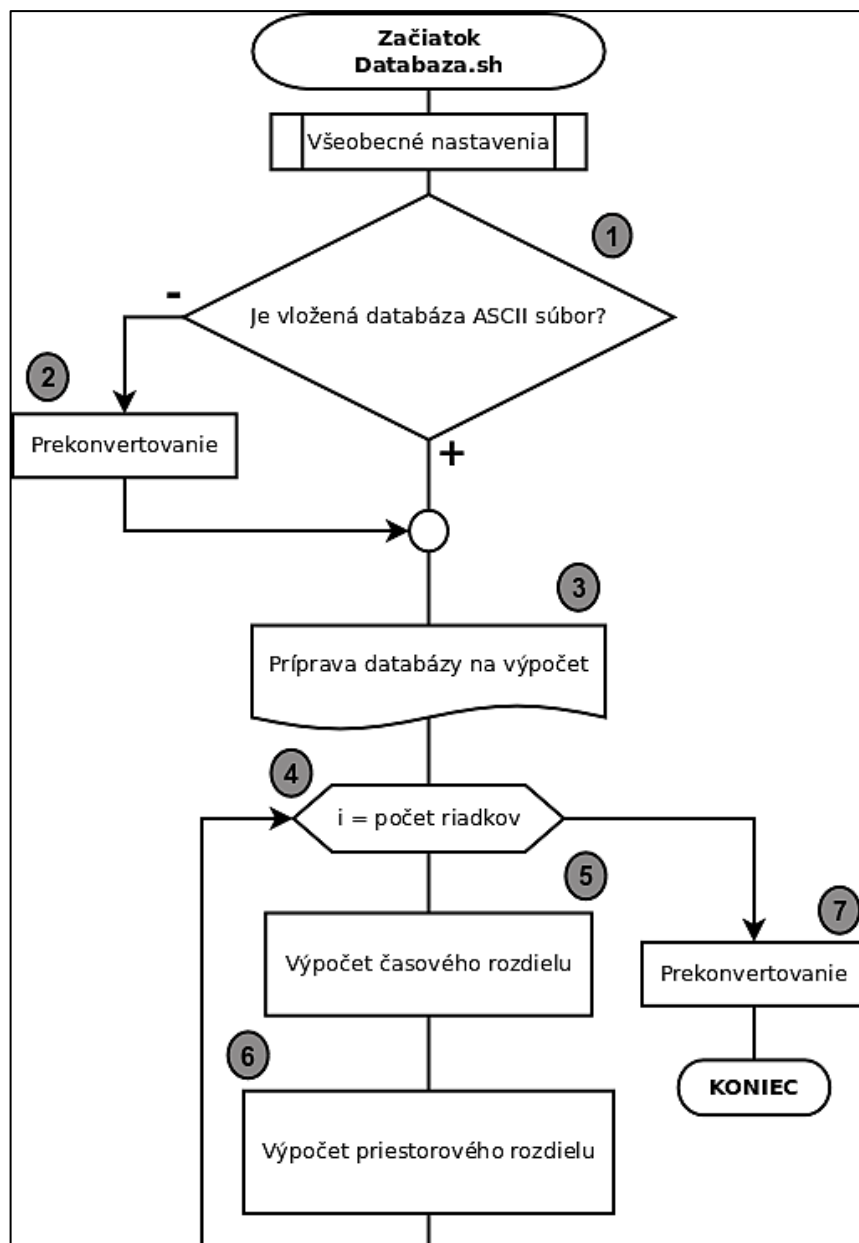 Začiatok
Databaza.sh
Všeobecné nastavenia
1
Je vložená databáza ASCII súbor?
-
2
Prekonvertovanie
+
3
Príprava databázy na výpočet
4
i = počet riadkov
5
Výpočet časového rozdielu
7
Prekonvertovanie
6
KONIEC
Výpočet priestorového rozdielu